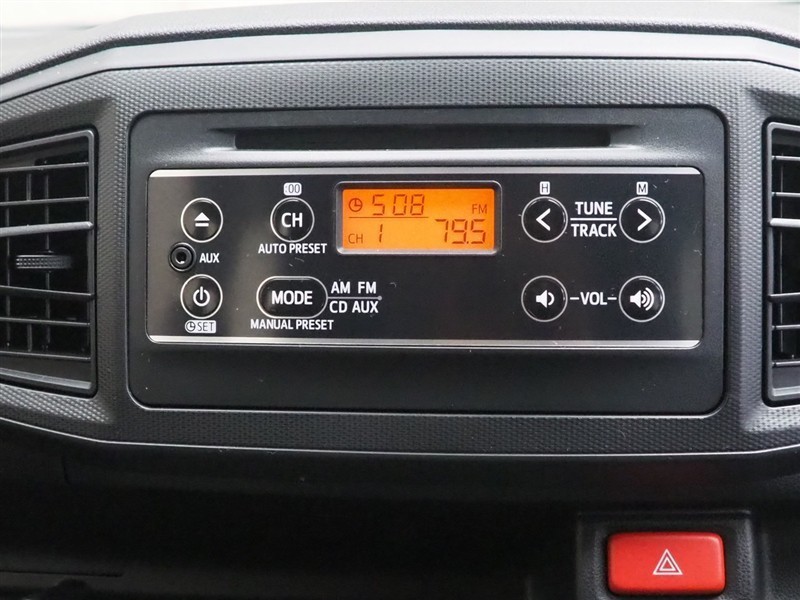 :00
H
M
CH
AUTO PRESET
5:08
FM
CH 1 79.5
TUNE
TRACK
AUX
SET
MODE
AM FM
CD AUX
MANUAL PRESET
-VOL-